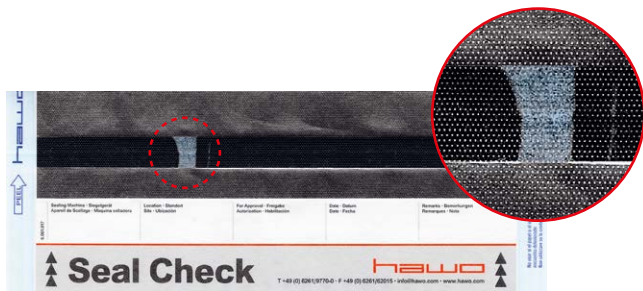 hawo
PEEL
Sealing-Machine · Siegelgerät
Appareil de Scellage · Máquina selladora
Location · Standort
Site · Ubicación
For Approval · Freigabe
Autorisation · Habilitación
Date · Datum
Date · Fecha
Remarks · Bemerkungen
Remarques · Nota
Seal Check
hawo
T +49 (0) 6261/9770-0 · F +49 (0) 6261/62015 · info@hawo.com · www.hawo.com